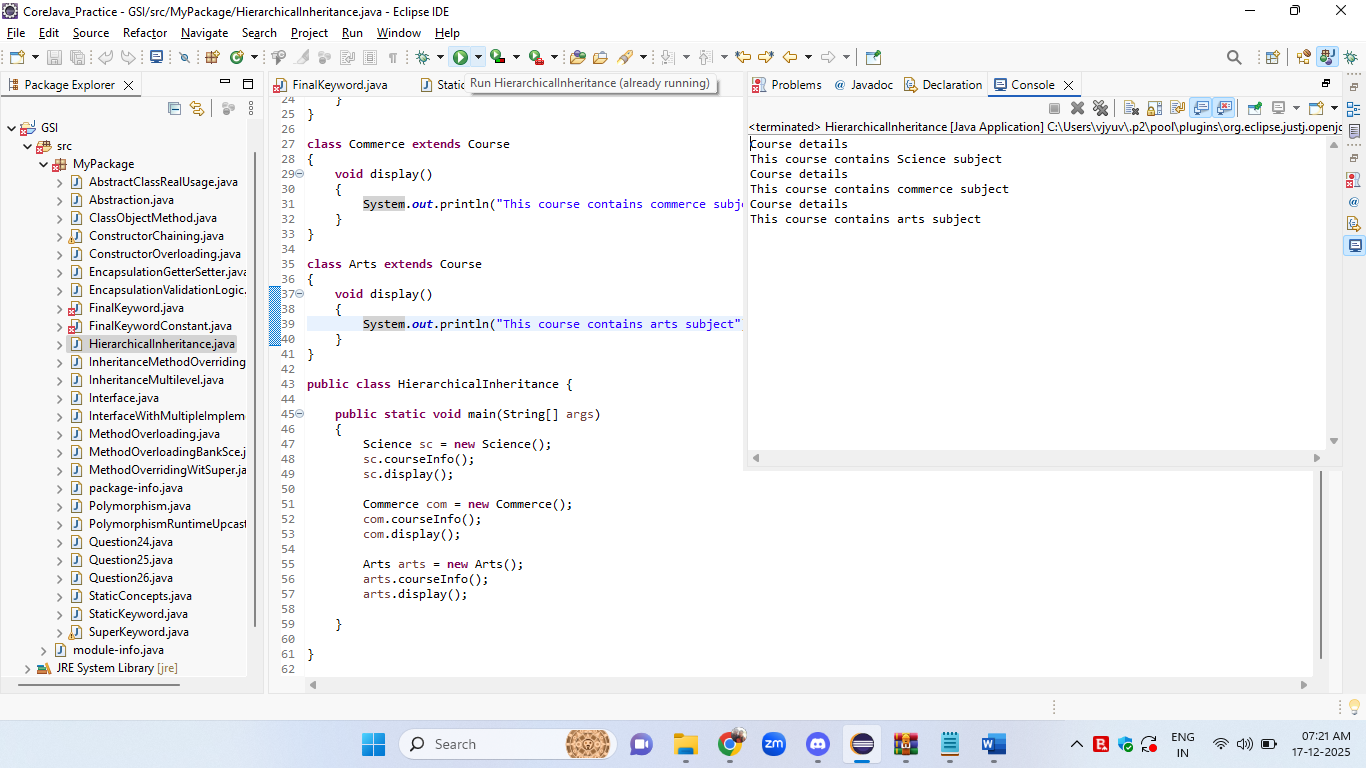 CoreJava_Practice - GSI/src/MyPackage/HierarchicalInheritance.java - Eclipse IDE
File Edit Source Refactor Navigate Search Project Run Window Help
Package Explorer
GSI
src
MyPackage
AbstractClassRealUsage.java
Abstraction.java
ClassObjectMethod.java
ConstructorChaining.java
ConstructorOverloading.java
EncapsulationGetterSetter.java
EncapsulationValidationLogic.
FinalKeyword.java
FinalKeywordConstant.java
HierarchicalInheritance.java
InheritanceMethodOverriding
InheritanceMultilevel.java
Interface.java
InterfaceWithMultipleImplem
MethodOverloading.java
MethodOverloadingBankSce.j
MethodOverridingWitSuper.ja
package-info.java
Polymorphism.java
PolymorphismRuntimeUpcast
Question24.java
Question25.java
Question26.java
StaticConcepts.java
StaticKeyword.java
SuperKeyword.java
module-info.java
JRE System Library [jre]
FinalKeyword.java
Static
Run HierarchicalInheritance (already running)
24 }
25 }
26
27 class Commerce extends Course
28 {
29 void display()
30 {
31 System.out.println("This course contains commerce subje
32 }
33 }
34
35 class Arts extends Course
36 {
37 void display()
38 {
39 System.out.println("This course contains arts subject"
40 }
41 }
42
43 public class HierarchicalInheritance {
44
45 public static void main(String[] args)
46 {
47 Science sc = new Science();
48 sc.courseInfo();
49 sc.display();
50
51 Commerce com = new Commerce();
52 com.courseInfo();
53 com.display();
54
55 Arts arts = new Arts();
56 arts.courseInfo();
57 arts.display();
58
59 }
60
61 }
62
Problems @ Javadoc Declaration Console
<terminated> HierarchicalInheritance [Java Application] C:\Users\vjyuv\.p2\pool\plugins\org.eclipse.justj.openjd
Course details
This course contains Science subject
Course details
This course contains commerce subject
Course details
This course contains arts subject
Search
zm
ENG
IN
07:21 AM
17-12-2025